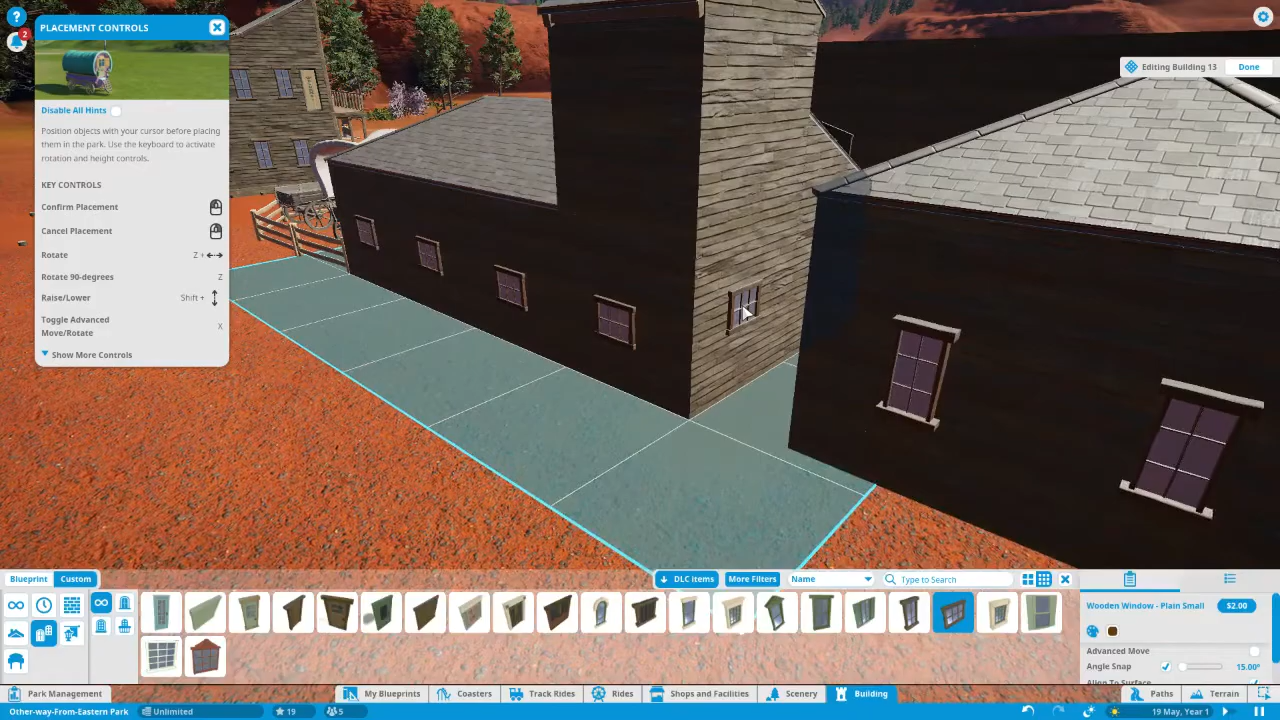 ?
PLACEMENT CONTROLS
2
Editing Building 13
Done
Disable All Hints
Position objects with your cursor before placing
them in the park. Use the keyboard to activate
rotation and height controls.
KEY CONTROLS
Confirm Placement
Cancel Placement
Rotate Z +
Rotate 90-degrees Z
Raise/Lower Shift +
Toggle Advanced
Move/Rotate X
Show More Controls
Blueprint Custom
DLC Items More Filters Name Type to Search
Wooden Window - Plain Small $2.00
Advanced Move
Angle Snap 15.00°
Align To Surface
Park Management My Blueprints Coasters Track Rides Rides Shops and Facilities Scenery Building Paths Terrain
Other-way-From-Eastern Park Unlimited 19 5 19 May, Year 1